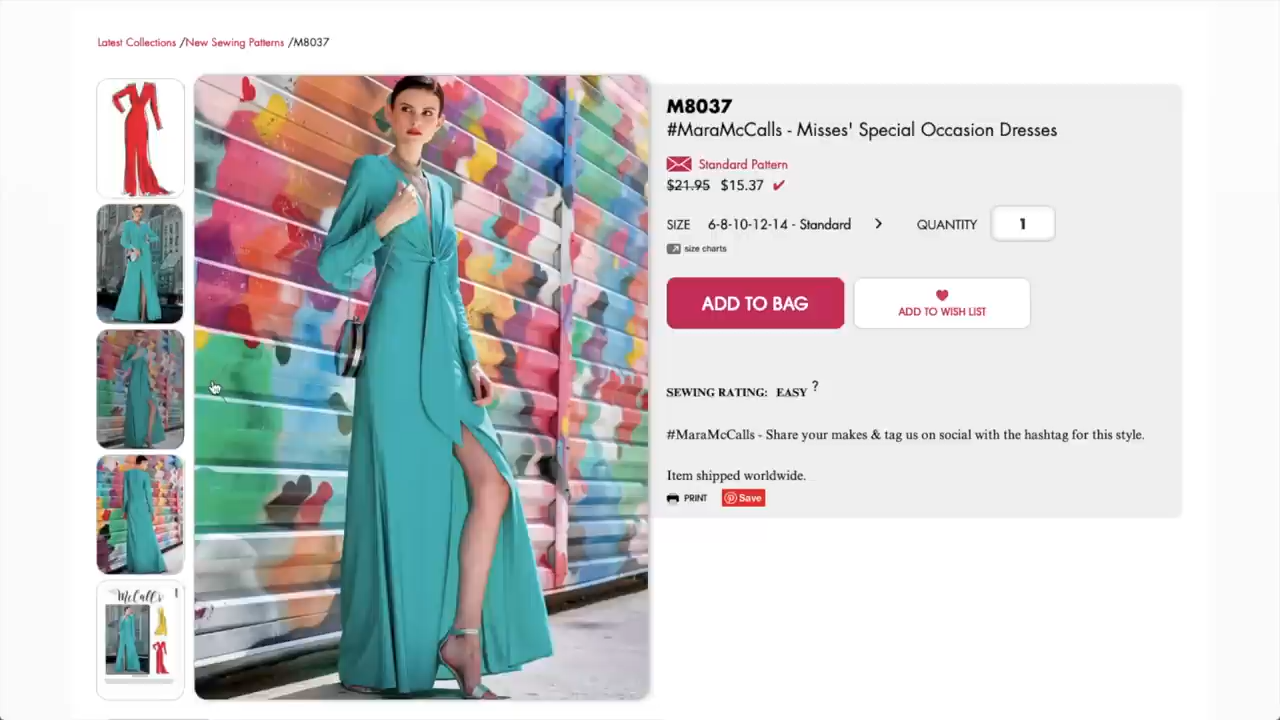 Latest Collections /New Sewing Patterns /M8037
M8037
#MaraMcCalls - Misses' Special Occasion Dresses
Standard Pattern
$21.95 $15.37
SIZE 6-8-10-12-14 - Standard QUANTITY 1
size charts
ADD TO BAG
ADD TO WISH LIST
SEWING RATING: EASY ?
#MaraMcCalls - Share your makes & tag us on social with the hashtag for this style.
Item shipped worldwide.
PRINT Save
McCall's